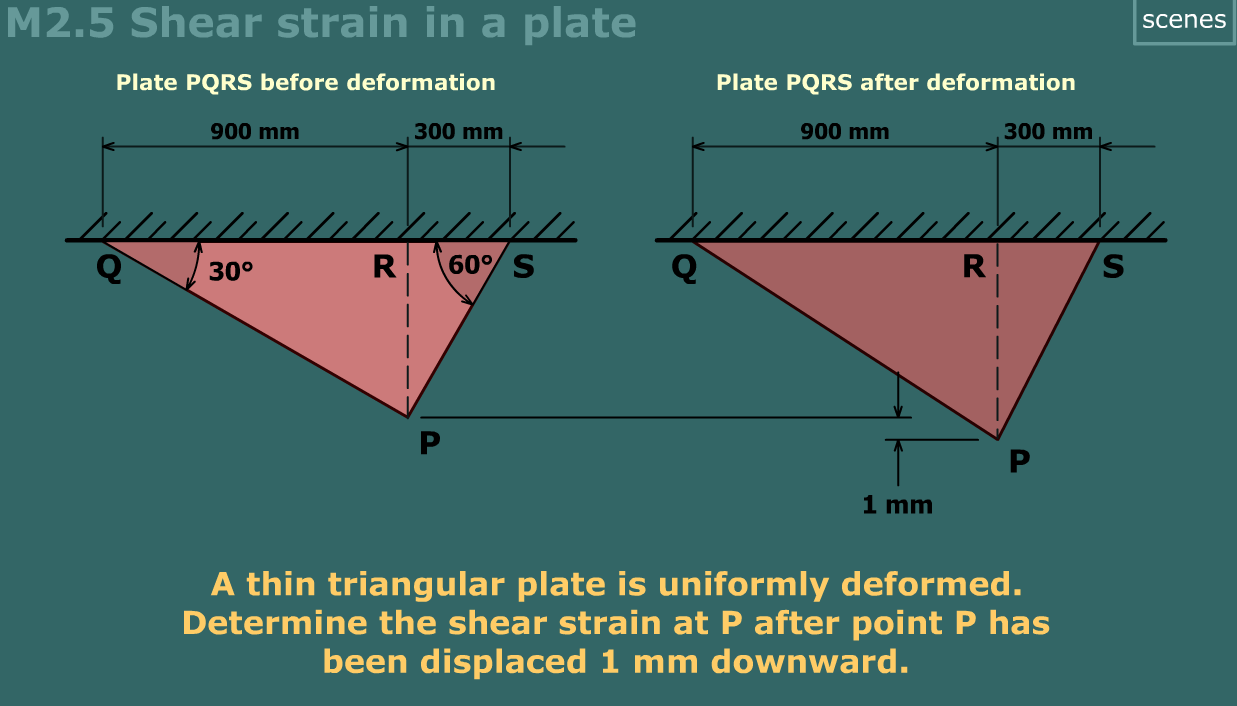 M2.5 Shear strain in a plate
scenes
Plate PQRS before deformation
Plate PQRS after deformation
900 mm
300 mm
900 mm
300 mm
Q
30º
R
60º
S
Q
R
S
P
P
1 mm
A thin triangular plate is uniformly deformed.
Determine the shear strain at P after point P has
been displaced 1 mm downward.